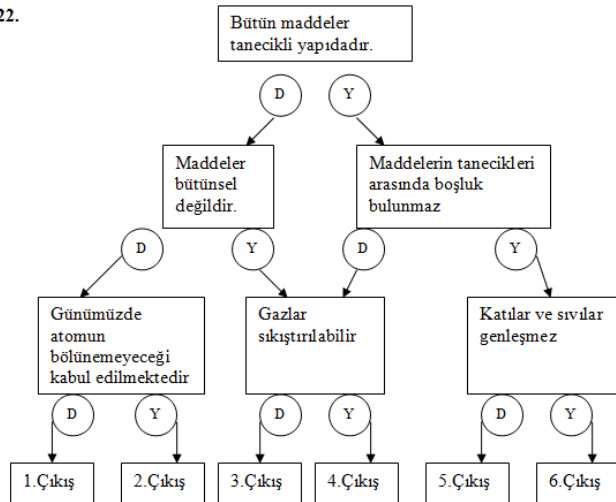 22.
Bütün maddeler
tanecikli yapıdadır.
D
Y
Maddeler
bütünsel
değildir.
Maddelerin tanecikleri
arasında boşluk
bulunmaz
D
Y
D
Y
Günümüzde
atomun
bölünemeyeceği
kabul edilmektedir
Gazlar
sıkıştırılabilir
Katılar ve sıvılar
genleşmez
D
Y
D
Y
D
Y
1.Çıkış
2.Çıkış
3.Çıkış
4.Çıkış
5.Çıkış
6.Çıkış